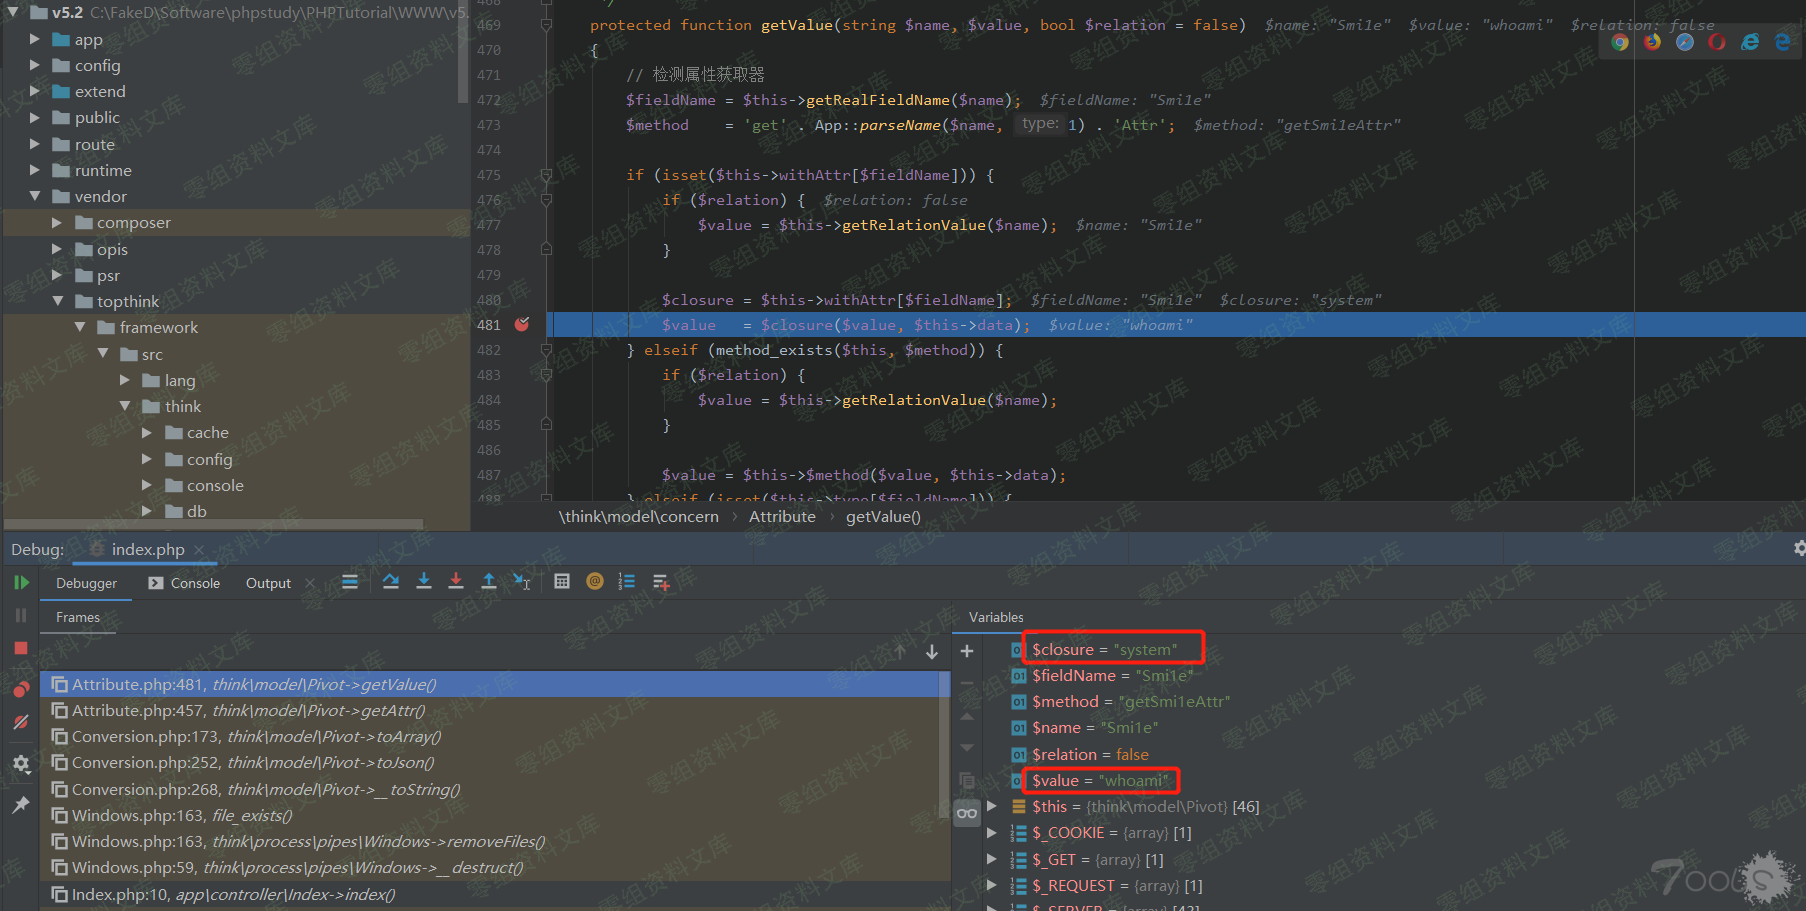 v5.2 C:\FakeD\Software\phpstudy\PHPTutorial\WWW\v5.
app
config
extend
public
route
runtime
vendor
composer
opis
psr
topthink
framework
src
lang
think
cache
config
console
db
468 */
469 protected function getValue(string $name, $value, bool $relation = false) $name: "Smi1e" $value: "whoami" $relation: false
470 {
471 // 检测属性获取器
472 $fieldName = $this->getRealFieldName($name); $fieldName: "Smi1e"
473 $method = 'get' . App::parseName($name, type: 1) . 'Attr'; $method: "getSmi1eAttr"
474
475 if (isset($this->withAttr[$fieldName])) {
476 if ($relation) { $relation: false
477 $value = $this->getRelationValue($name); $name: "Smi1e"
478 }
479
480 $closure = $this->withAttr[$fieldName]; $fieldName: "Smi1e" $closure: "system"
481 $value = $closure($value, $this->data); $value: "whoami"
482 } elseif (method_exists($this, $method)) {
483 if ($relation) {
484 $value = $this->getRelationValue($name);
485 }
486
487 $value = $this->$method($value, $this->data);
488 } elseif (isset($this->type[$fieldName])) {
\think\model\concern › Attribute › getValue()
Debug: index.php ×
Debugger Console Output ×
Frames
Attribute.php:481, think\model\Pivot->getValue()
Attribute.php:457, think\model\Pivot->getAttr()
Conversion.php:173, think\model\Pivot->toArray()
Conversion.php:252, think\model\Pivot->toJson()
Conversion.php:268, think\model\Pivot->__toString()
Windows.php:163, file_exists()
Windows.php:163, think\process\pipes\Windows->removeFiles()
Windows.php:59, think\process\pipes\Windows->__destruct()
Index.php:10, app\controller\Index->index()
Variables
$closure = "system"
$fieldName = "Smi1e"
$method = "getSmi1eAttr"
$name = "Smi1e"
$relation = false
$value = "whoami"
$this = {think\model\Pivot} [46]
$_COOKIE = {array} [1]
$_GET = {array} [1]
$_REQUEST = {array} [1]
$_SERVER = {array} [43]
零组资料文库
7ools